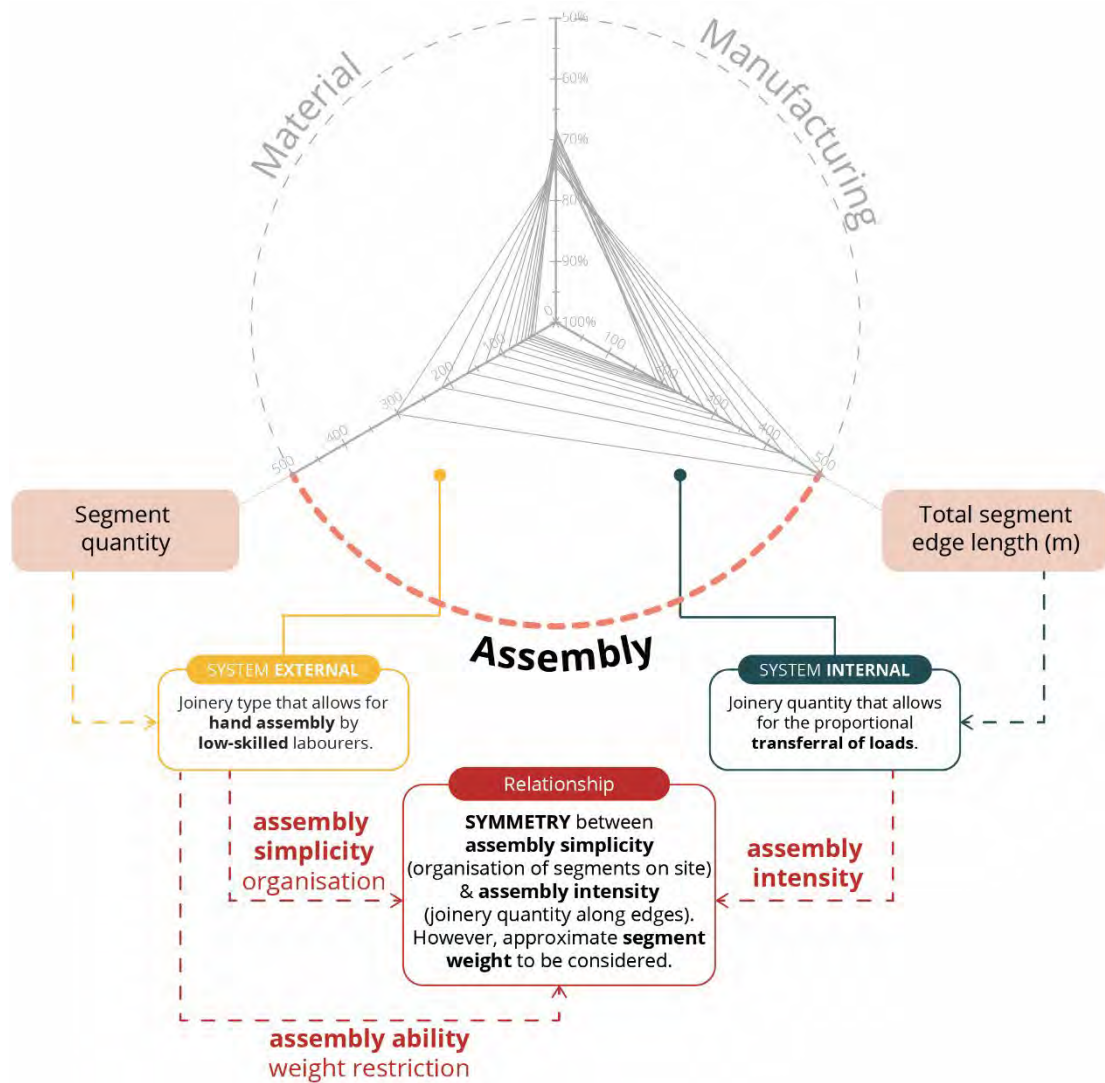 Material
Manufacturing
50%
60%
70%
80%
90%
100%
0
100
200
300
400
500
100
300
400
500
Segment
quantity
Total segment
edge length (m)
Assembly
SYSTEM EXTERNAL
Joinery type that allows for
hand assembly by
low-skilled labourers.
SYSTEM INTERNAL
Joinery quantity that allows
for the proportional
transferral of loads.
Relationship
SYMMETRY between
assembly simplicity
(organisation of segments on site)
& assembly intensity
(joinery quantity along edges).
However, approximate segment
weight to be considered.
assembly
simplicity
organisation
assembly
intensity
assembly ability
weight restriction